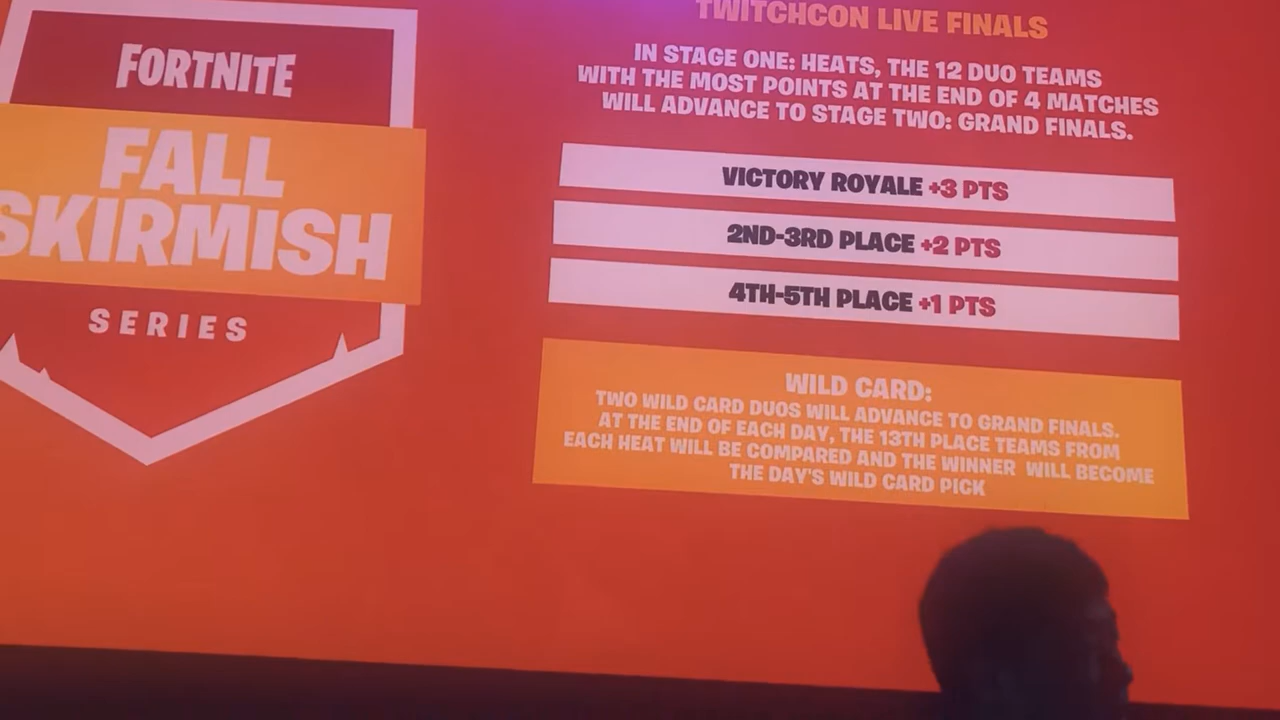 FORTNITE
FALL
SKIRMISH
SERIES
TWITCHCON LIVE FINALS
IN STAGE ONE: HEATS, THE 12 DUO TEAMS
WITH THE MOST POINTS AT THE END OF 4 MATCHES
WILL ADVANCE TO STAGE TWO: GRAND FINALS.
VICTORY ROYALE +3 PTS
2ND-3RD PLACE +2 PTS
4TH-5TH PLACE +1 PTS
WILD CARD:
TWO WILD CARD DUOS WILL ADVANCE TO GRAND FINALS.
AT THE END OF EACH DAY, THE 13TH PLACE TEAMS FROM
EACH HEAT WILL BE COMPARED AND THE WINNER WILL BECOME
THE DAY'S WILD CARD PICK